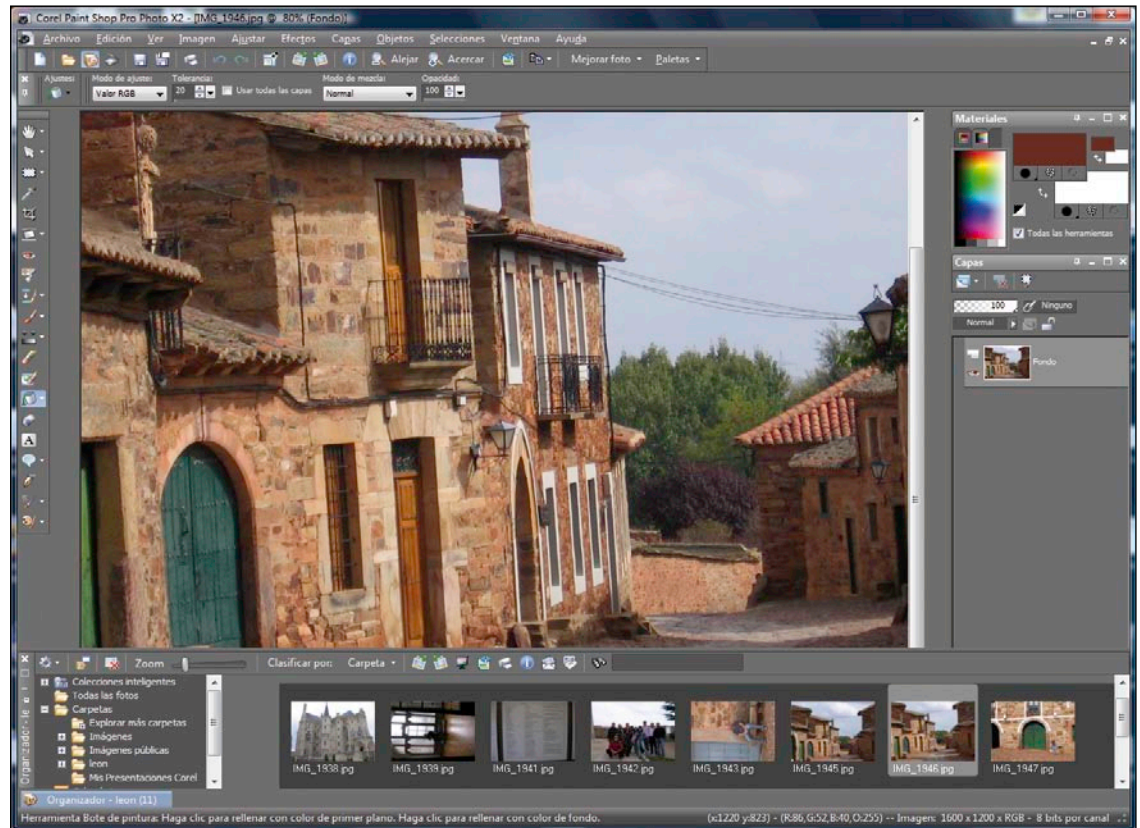 Corel Paint Shop Pro Photo X2 - [IMG_1946.jpg @ 80% (Fondo)]
Archivo Edición Ver Imagen Ajustar Efectos Capas Objetos Selecciones Ventana Ayuda
Alejar Acercar Mejorar foto Paletas
Ajustes: Modo de ajuste: Tolerancia: Modo de mezcla: Opacidad:
Valor RGB 20 Usar todas las capas Normal 100
Materiales
Todas las herramientas
Capas
100 Ninguno
Normal
Fondo
A
Zoom Clasificar por: Carpeta
Colecciones inteligentes
Todas las fotos
Carpetas
Explorar más carpetas
Imágenes
Imágenes públicas
leon
Mis Presentaciones Corel
IMG_1938.jpg IMG_1939.jpg IMG_1941.jpg IMG_1942.jpg IMG_1943.jpg IMG_1945.jpg IMG_1946.jpg IMG_1947.jpg
Organizador - leon (11)
Herramienta Bote de pintura: Haga clic para rellenar con color de primer plano. Haga clic para rellenar con color de fondo. (x:1220 y:823) - (R:86,G:52,B:40,O:255) -- Imagen: 1600 x 1200 x RGB - 8 bits por canal